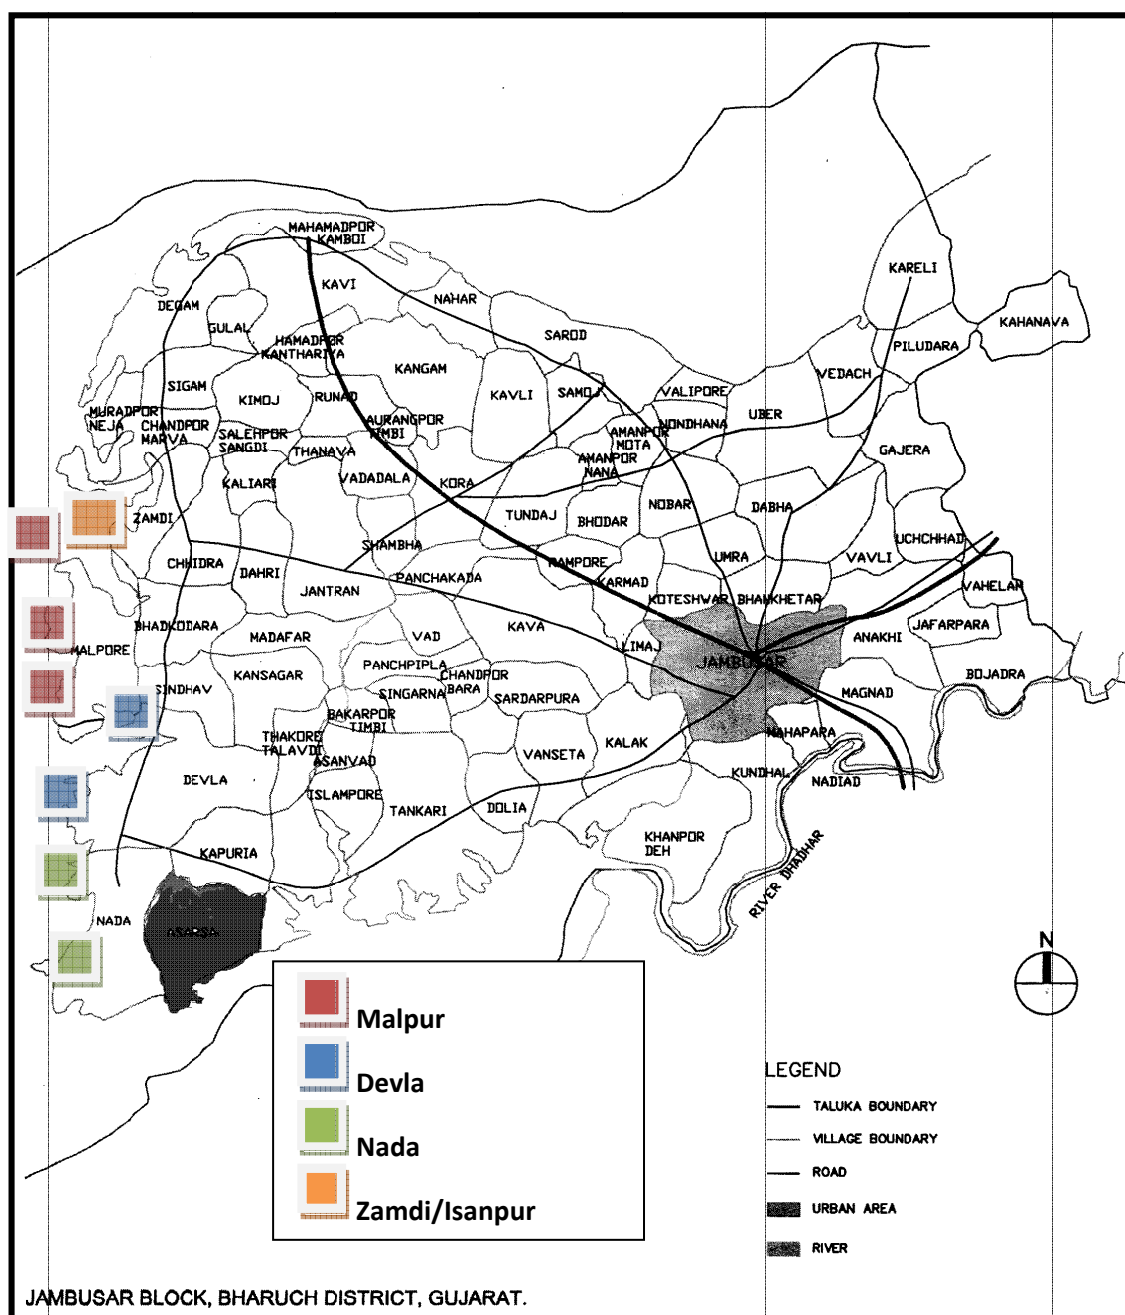 MAHAMADPOR
KAMBOI
KAVI
NAHAR
DEGAM
GULAL
SAROD
KARELI
KAHANAVA
PILUDARA
HAMADPOR
KANTHARIYA
KANGAM
VEDACH
SIGAM
KIMOJ
RUNAD
KAVLI
SAMOJ
VALIPORE
UBER
MURADPORT
NEJA
CHANDPOR
MARVA
SALEHPOR
SANGDI
AURANGPOR
TIMBI
THANAVA
AMANPOR
MOTA
NONDHANA
AMANPOR
NANA
GAJERA
KALIARI
VADADALA
KORA
NOBAR
DABHA
ZAMDI
TUNDAJ
BHODAR
UCHCHHAD
SHAMBHA
CHHIDRA
DAHRI
PANCHAKADA
RAMPORE
KARMAD
UMRA
VAVLI
VAHELAM
JANTRAN
KOTESHWAR
BHANKHETAR
BHADKODARA
MADAFAR
VAD
KAVA
LIMAJ
ANAKHI
JAFARPARA
MALPORE
PANCHPIPLA
JAMBUSAR
KANSAGAR
CHANDPOR
BARA
BOJADRA
SINDHAV
SINGARNA
SARDARPURA
MAGNAD
BAKARPOR
TIMBI
THAKORE
TALAVDI
KALAK
MAHAPARA
VANSETA
ASANVAD
DEVLA
KUNDHAL
NADIAD
ISLAMPORE
TANKARI
DOLIA
KAPURIA
KHANPOR
DEH
RIVER DHADHAR
NADA
ASARSA
N
Malpur
Devla
Nada
Zamdi/Isanpur
LEGEND
TALUKA BOUNDARY
VILLAGE BOUNDARY
ROAD
URBAN AREA
RIVER
JAMBUSAR BLOCK, BHARUCH DISTRICT, GUJARAT.